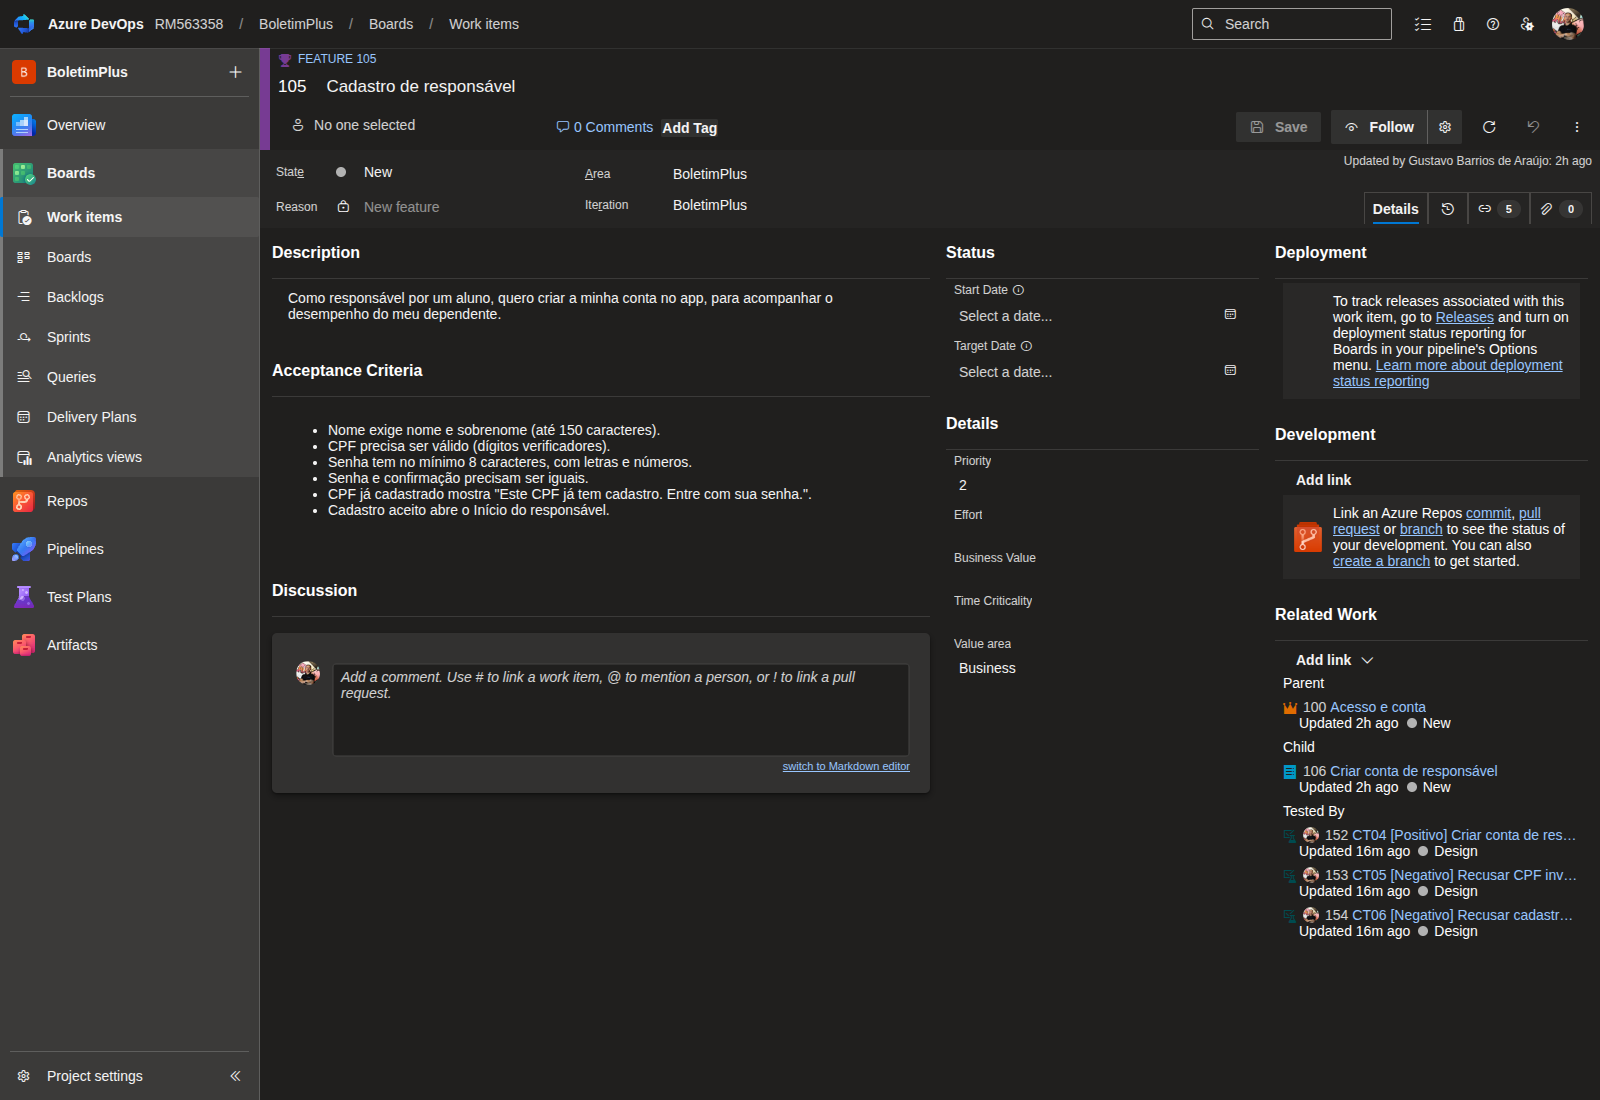 Azure DevOps RM563358 / BoletimPlus / Boards / Work items
Search
B BoletimPlus
Overview
Boards
Work items
Boards
Backlogs
Sprints
Queries
Delivery Plans
Analytics views
Repos
Pipelines
Test Plans
Artifacts
Project settings
FEATURE 105
105 Cadastro de responsável
No one selected
0 Comments Add Tag
Save
Follow
State New
Reason New feature
Area BoletimPlus
Iteration BoletimPlus
Updated by Gustavo Barrios de Araújo: 2h ago
Details 5 0
Description
Como responsável por um aluno, quero criar a minha conta no app, para acompanhar o
desempenho do meu dependente.
Acceptance Criteria
• Nome exige nome e sobrenome (até 150 caracteres).
• CPF precisa ser válido (dígitos verificadores).
• Senha tem no mínimo 8 caracteres, com letras e números.
• Senha e confirmação precisam ser iguais.
• CPF já cadastrado mostra "Este CPF já tem cadastro. Entre com sua senha.".
• Cadastro aceito abre o Início do responsável.
Discussion
Add a comment. Use # to link a work item, @ to mention a person, or ! to link a pull
request.
switch to Markdown editor
Status
Start Date
Select a date...
Target Date
Select a date...
Details
Priority
2
Effort
Business Value
Time Criticality
Value area
Business
Deployment
To track releases associated with this
work item, go to Releases and turn on
deployment status reporting for
Boards in your pipeline's Options
menu. Learn more about deployment
status reporting
Development
Add link
Link an Azure Repos commit, pull
request or branch to see the status of
your development. You can also
create a branch to get started.
Related Work
Add link
Parent
100 Acesso e conta
Updated 2h ago New
Child
106 Criar conta de responsável
Updated 2h ago New
Tested By
152 CT04 [Positivo] Criar conta de res…
Updated 16m ago Design
153 CT05 [Negativo] Recusar CPF inv…
Updated 16m ago Design
154 CT06 [Negativo] Recusar cadastr…
Updated 16m ago Design